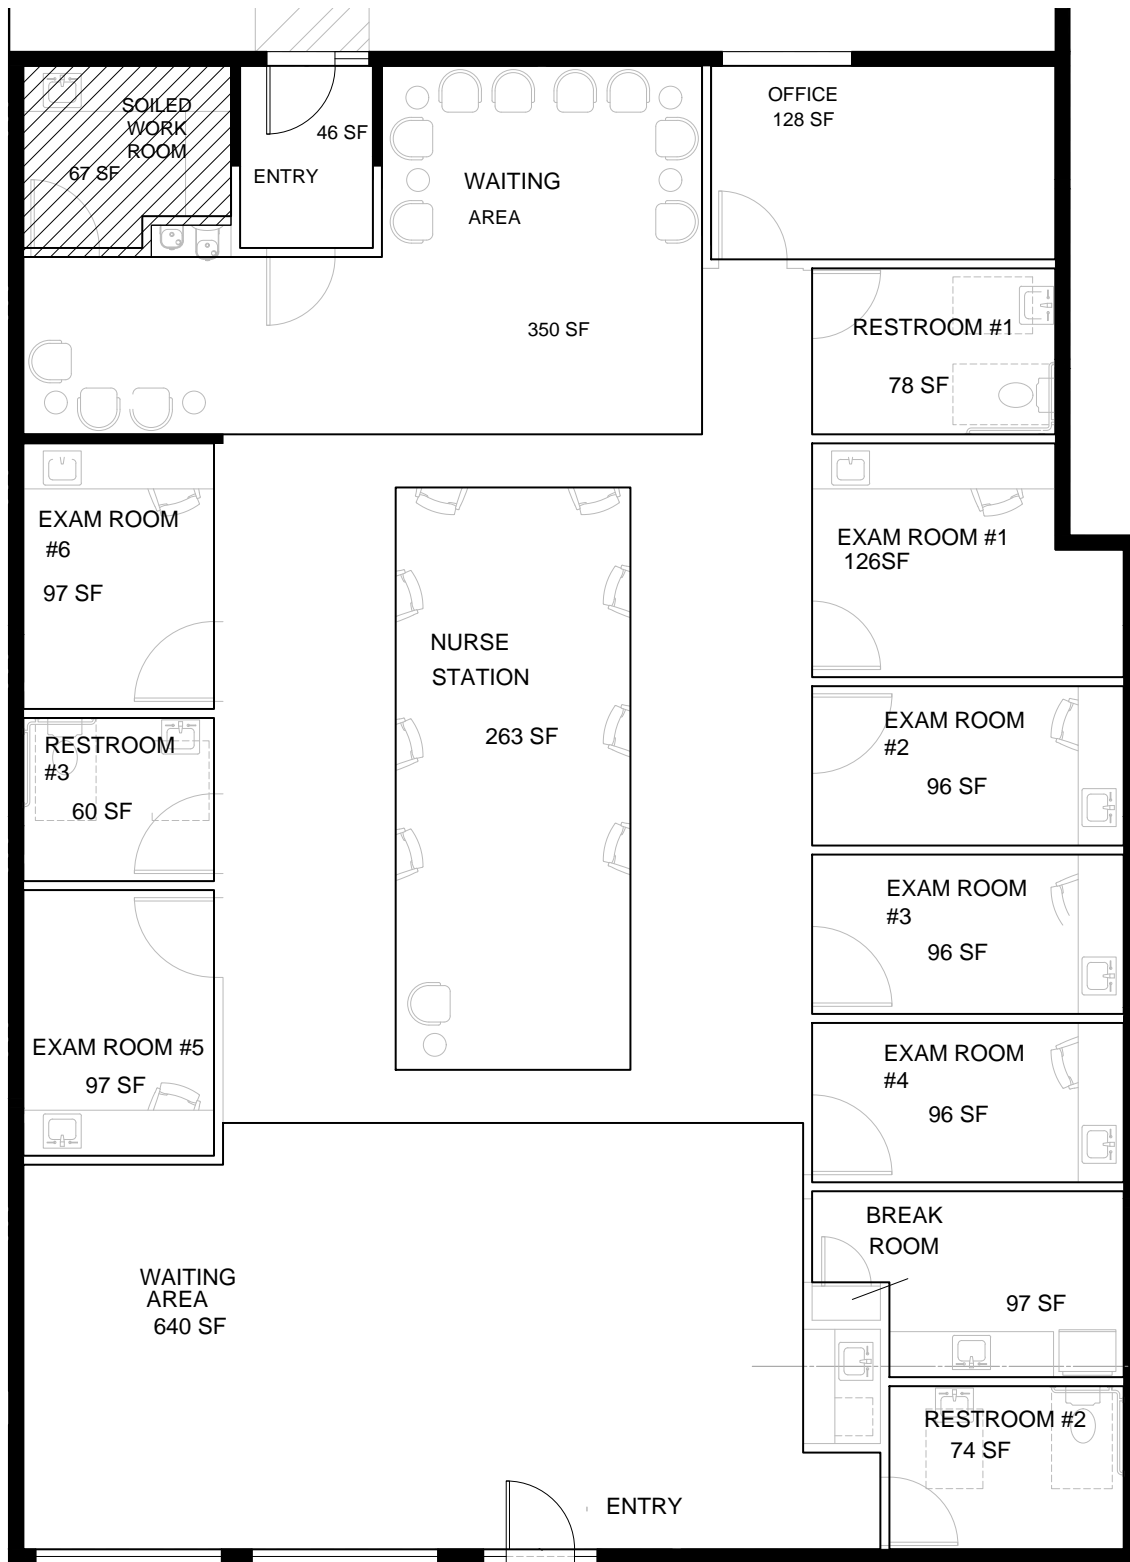 SOILED
WORK
ROOM
67 SF
46 SF
ENTRY
WAITING
AREA
350 SF
OFFICE
128 SF
RESTROOM #1
78 SF
EXAM ROOM
#6
97 SF
EXAM ROOM #1
126SF
NURSE
STATION
263 SF
RESTROOM
#3
60 SF
EXAM ROOM
#2
96 SF
EXAM ROOM
#3
96 SF
EXAM ROOM #5
97 SF
EXAM ROOM
#4
96 SF
BREAK
ROOM
97 SF
WAITING
AREA
640 SF
RESTROOM #2
74 SF
ENTRY